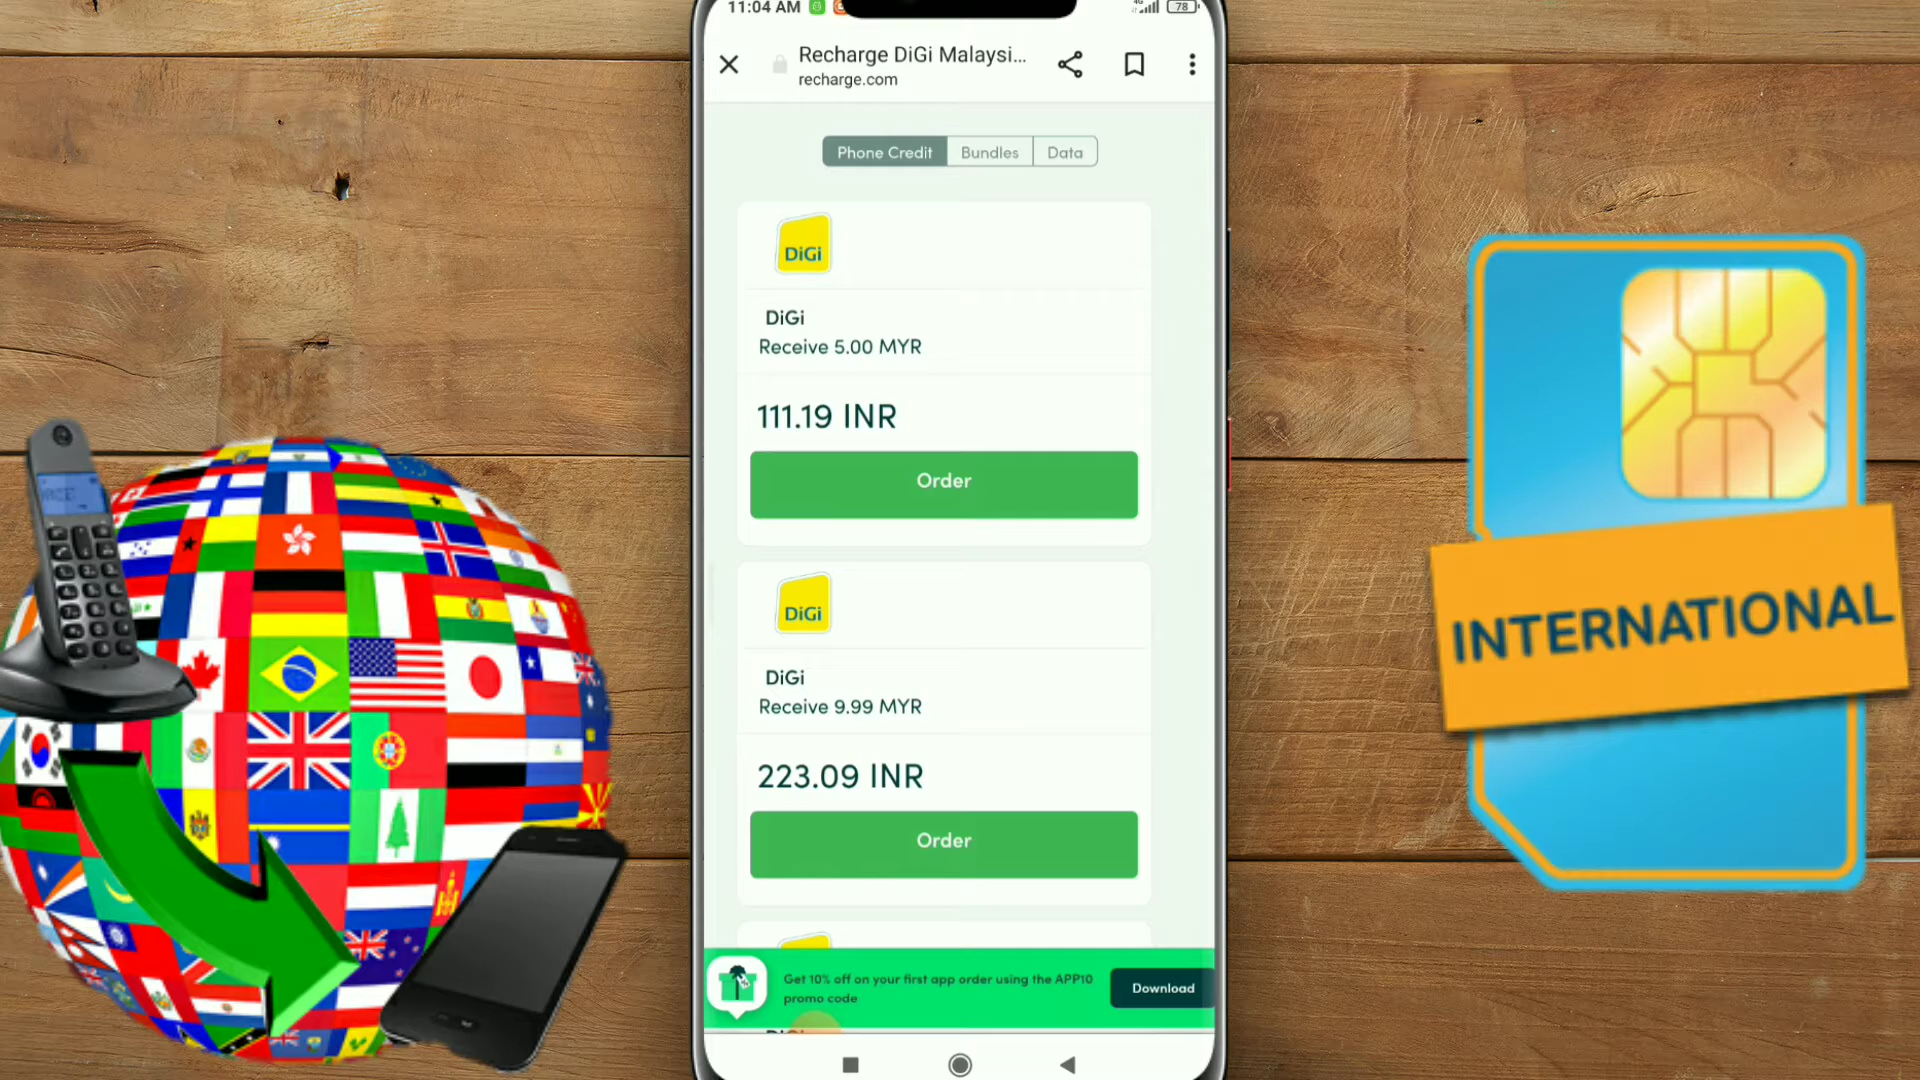 11:04 AM
78
Recharge DiGi Malaysi...
recharge.com
Phone Credit
Bundles
Data
DiGi
DiGi
Receive 5.00 MYR
111.19 INR
Order
DiGi
DiGi
Receive 9.99 MYR
223.09 INR
Order
Get 10% off on your first app order using the APP10
promo code
Download
INTERNATIONAL